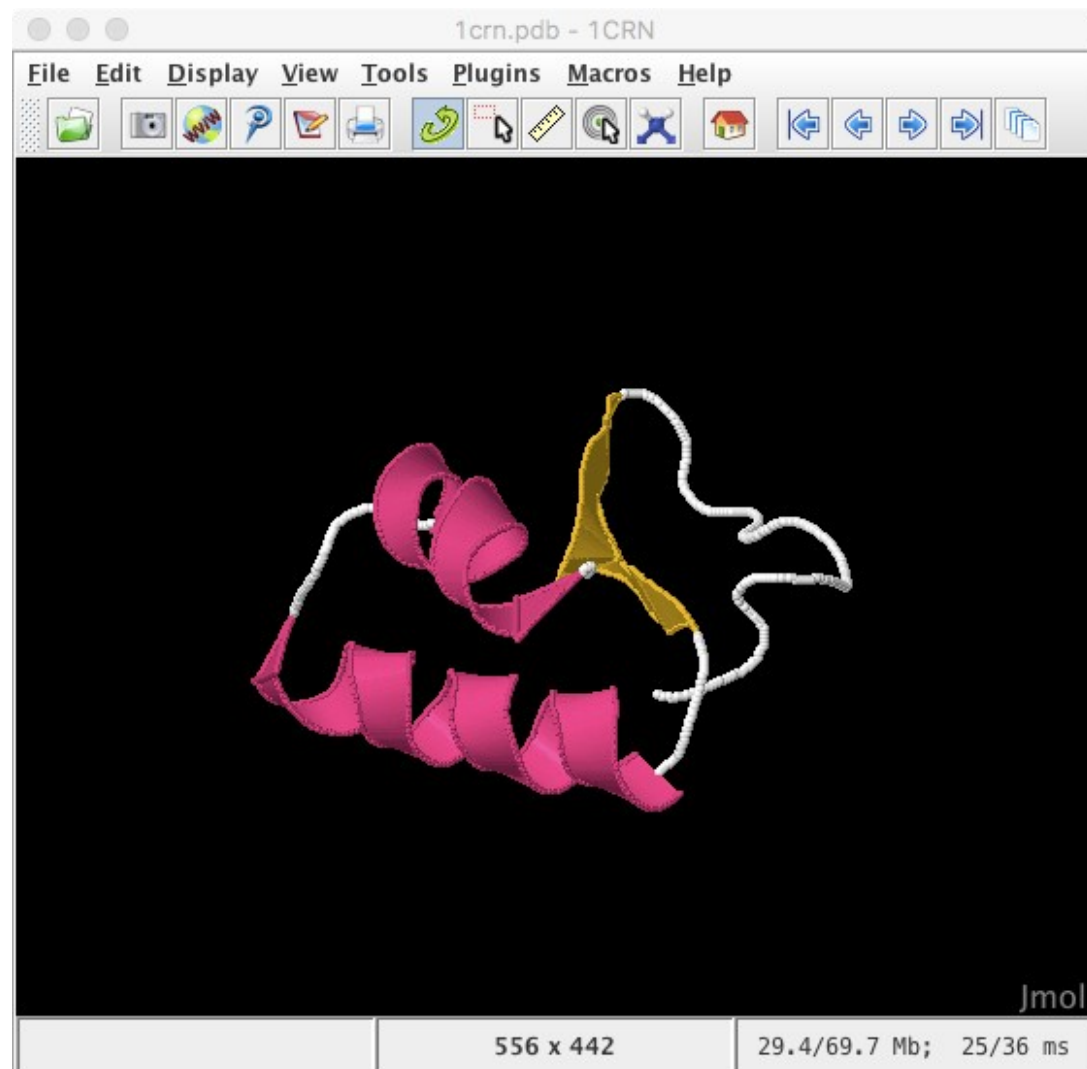 1crn.pdb - 1CRN
File Edit Display View Tools Plugins Macros Help
WWW
Jmol
556 x 442
29.4/69.7 Mb; 25/36 ms